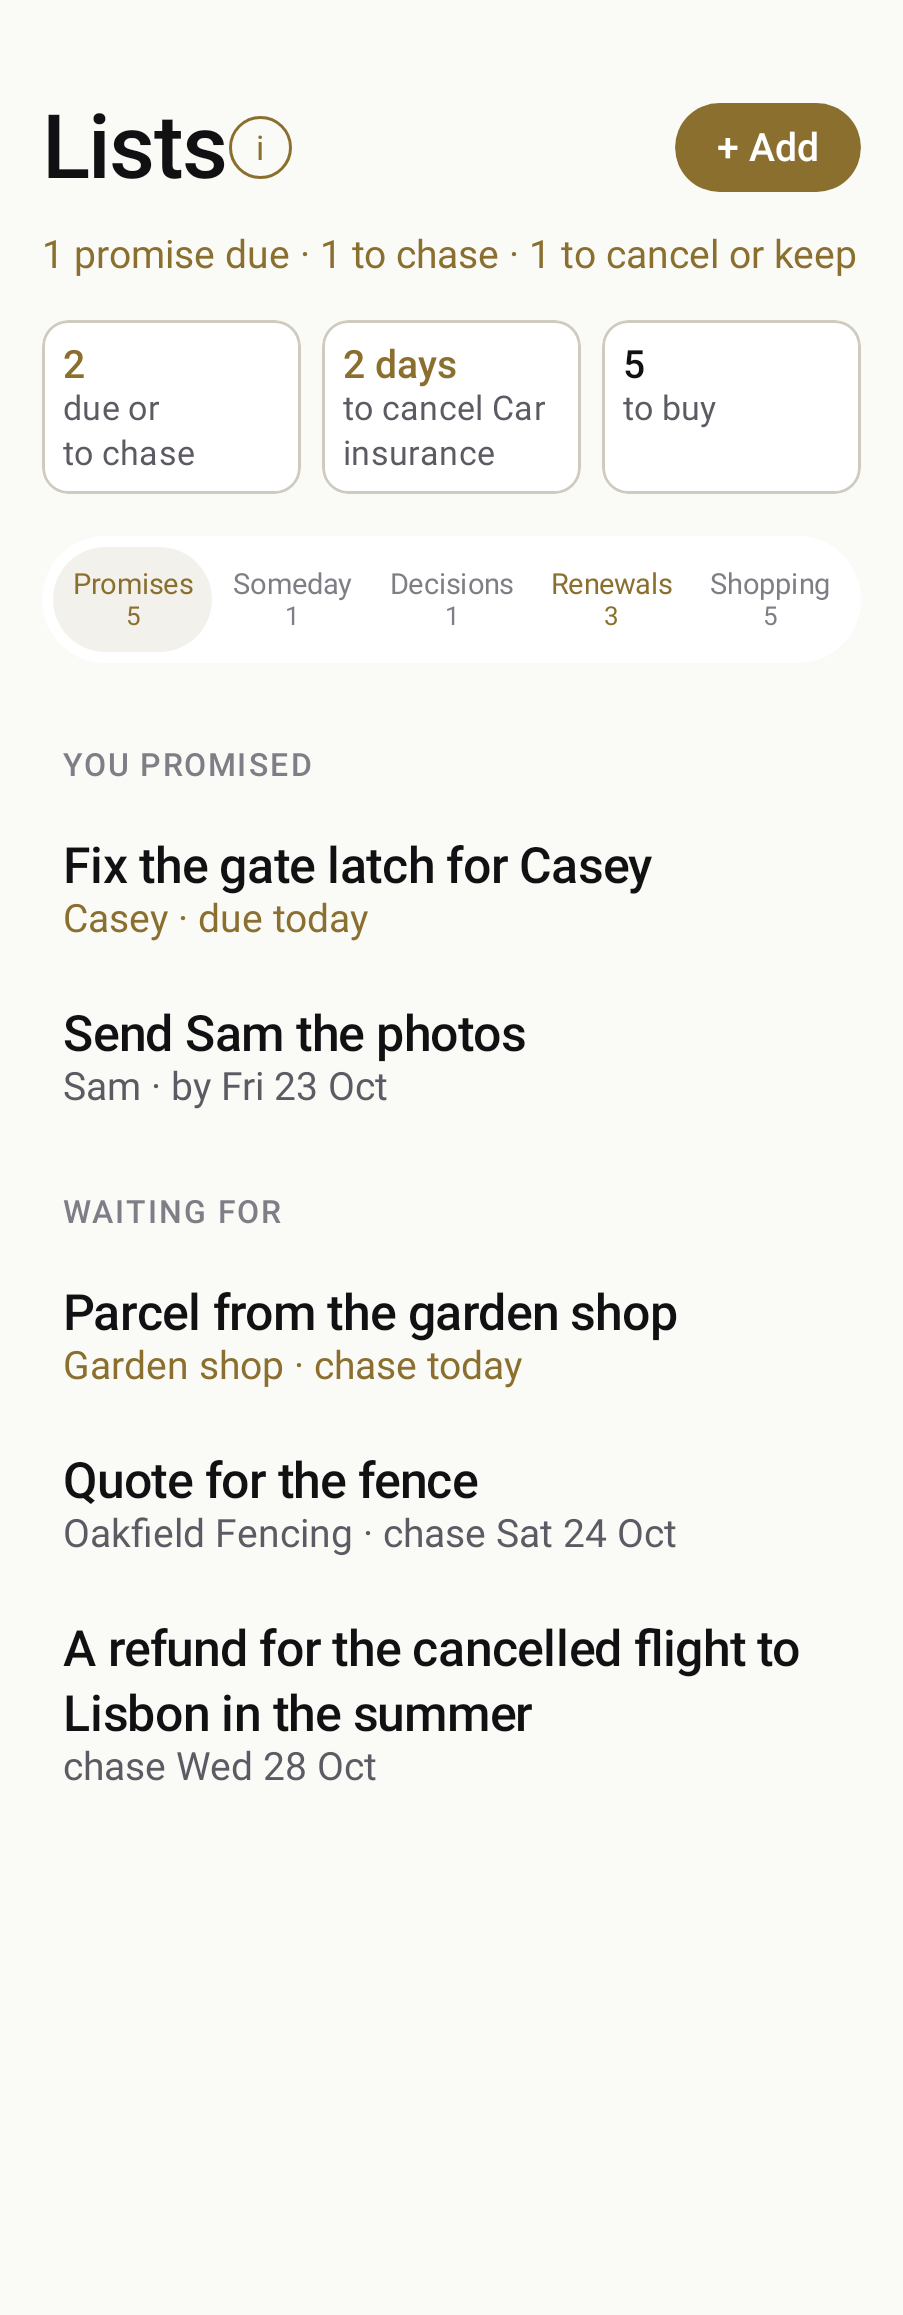 Lists i
+ Add
1 promise due · 1 to chase · 1 to cancel or keep
2
due or
to chase
2 days
to cancel Car
insurance
5
to buy
Promises
5
Someday
1
Decisions
1
Renewals
3
Shopping
5
YOU PROMISED
Fix the gate latch for Casey
Casey · due today
Send Sam the photos
Sam · by Fri 23 Oct
WAITING FOR
Parcel from the garden shop
Garden shop · chase today
Quote for the fence
Oakfield Fencing · chase Sat 24 Oct
A refund for the cancelled flight to
Lisbon in the summer
chase Wed 28 Oct